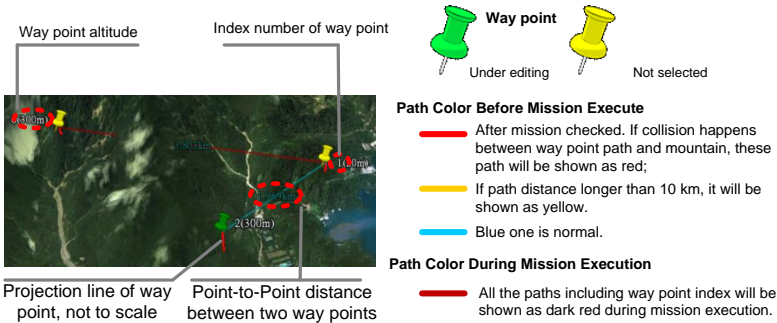 Way point altitude
Index number of way point
Way point
Under editing
Not selected
(300m)
3.803km
1(20m)
2(300m)
Projection line of way
point, not to scale
Point-to-Point distance
between two way points
Path Color Before Mission Execute
After mission checked. If collision happens
between way point path and mountain, these
path will be shown as red;
If path distance longer than 10 km, it will be
shown as yellow.
Blue one is normal.
Path Color During Mission Execution
All the paths including way point index will be
shown as dark red during mission execution.